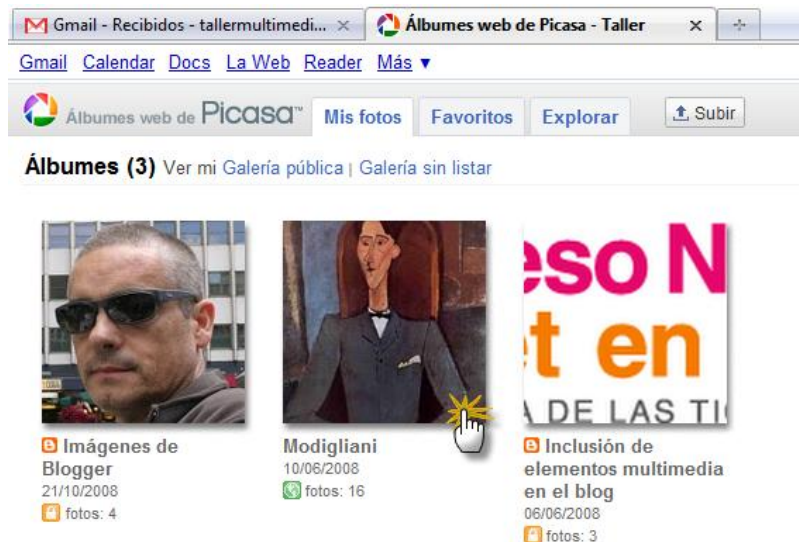 Gmail - Recibidos - tallermultimedi...
Álbumes web de Picasa - Taller
Gmail Calendar Docs La Web Reader Más ▼
Álbumes web de Picasa™ Mis fotos Favoritos Explorar Subir
Álbumes (3) Ver mi Galería pública | Galería sin listar
eso N
t en
A DE LAS TI
Imágenes de
Blogger
21/10/2008
fotos: 4
Modigliani
10/06/2008
fotos: 16
Inclusión de
elementos multimedia
en el blog
06/06/2008
fotos: 3